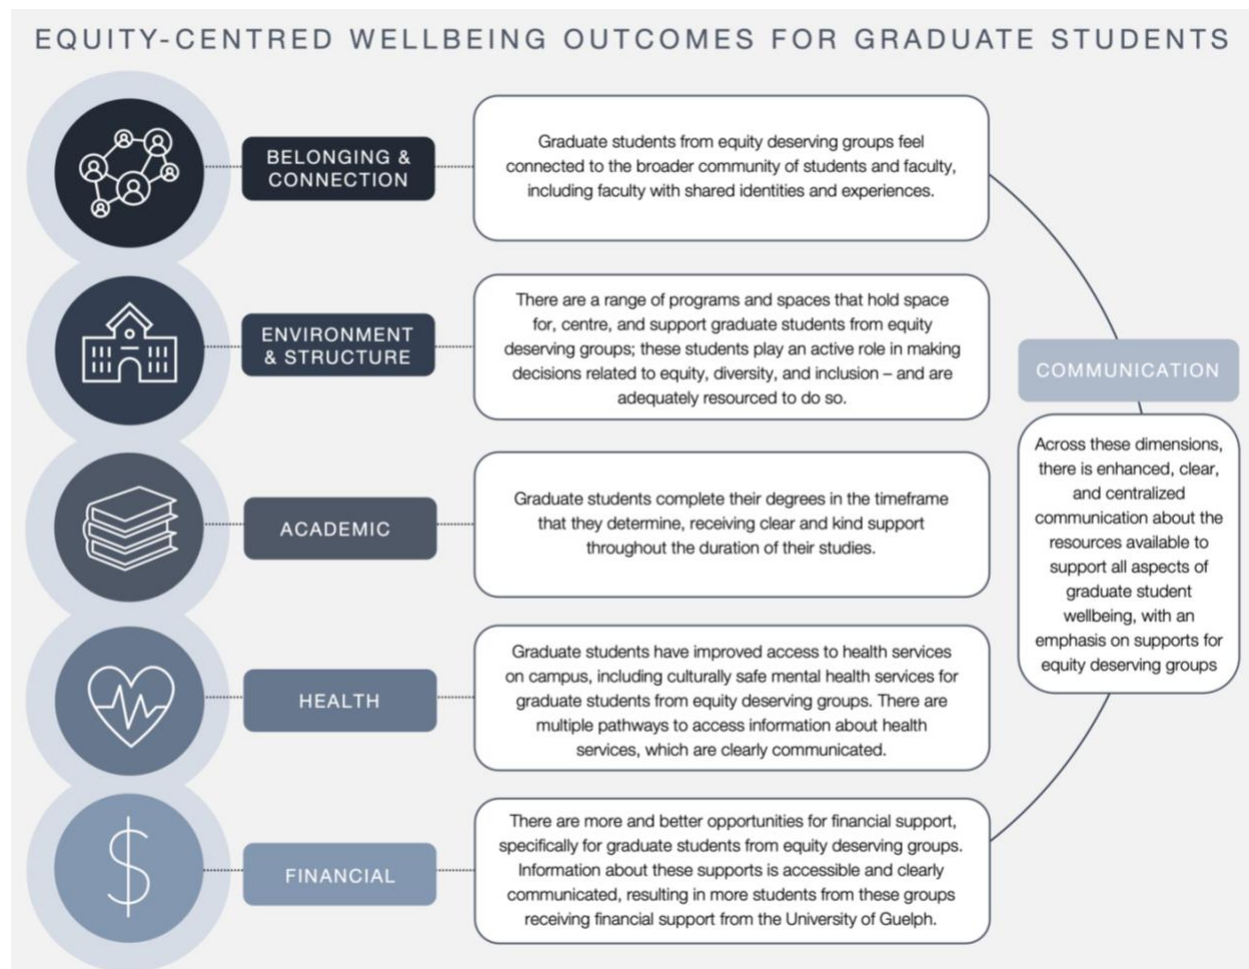 EQUITY-CENTRED WELLBEING OUTCOMES FOR GRADUATE STUDENTS
BELONGING &
CONNECTION
Graduate students from equity deserving groups feel
connected to the broader community of students and faculty,
including faculty with shared identities and experiences.
ENVIRONMENT
& STRUCTURE
There are a range of programs and spaces that hold space
for, centre, and support graduate students from equity
deserving groups; these students play an active role in making
decisions related to equity, diversity, and inclusion – and are
adequately resourced to do so.
ACADEMIC
Graduate students complete their degrees in the timeframe
that they determine, receiving clear and kind support
throughout the duration of their studies.
HEALTH
Graduate students have improved access to health services
on campus, including culturally safe mental health services for
graduate students from equity deserving groups. There are
multiple pathways to access information about health
services, which are clearly communicated.
$
FINANCIAL
There are more and better opportunities for financial support,
specifically for graduate students from equity deserving groups.
Information about these supports is accessible and clearly
communicated, resulting in more students from these groups
receiving financial support from the University of Guelph.
COMMUNICATION
Across these dimensions,
there is enhanced, clear,
and centralized
communication about the
resources available to
support all aspects of
graduate student
wellbeing, with an
emphasis on supports for
equity deserving groups